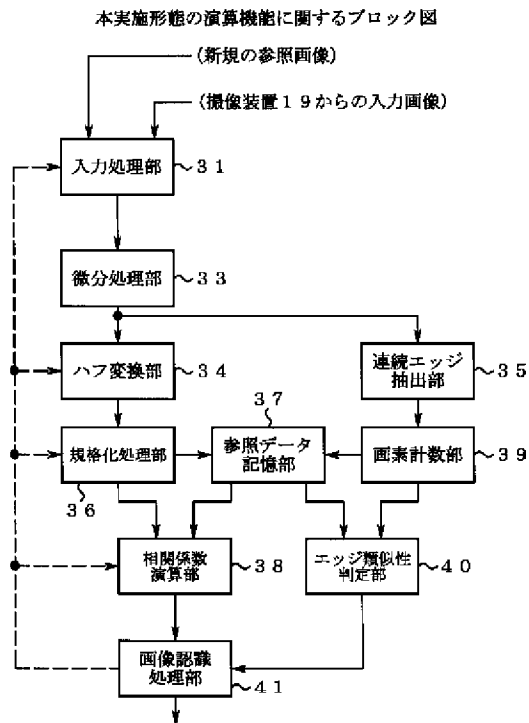 本実施形態の演算機能に関するブロック図
(新規の参照画像)
(撮像装置19からの入力画像)
入力処理部
31
微分処理部
33
ハフ変換部
34
連続エッジ
抽出部
35
37
規格化処理部
36
参照データ
記憶部
画素計数部
39
相関係数
演算部
38
エッジ類似性
判定部
40
画像認識
処理部
41